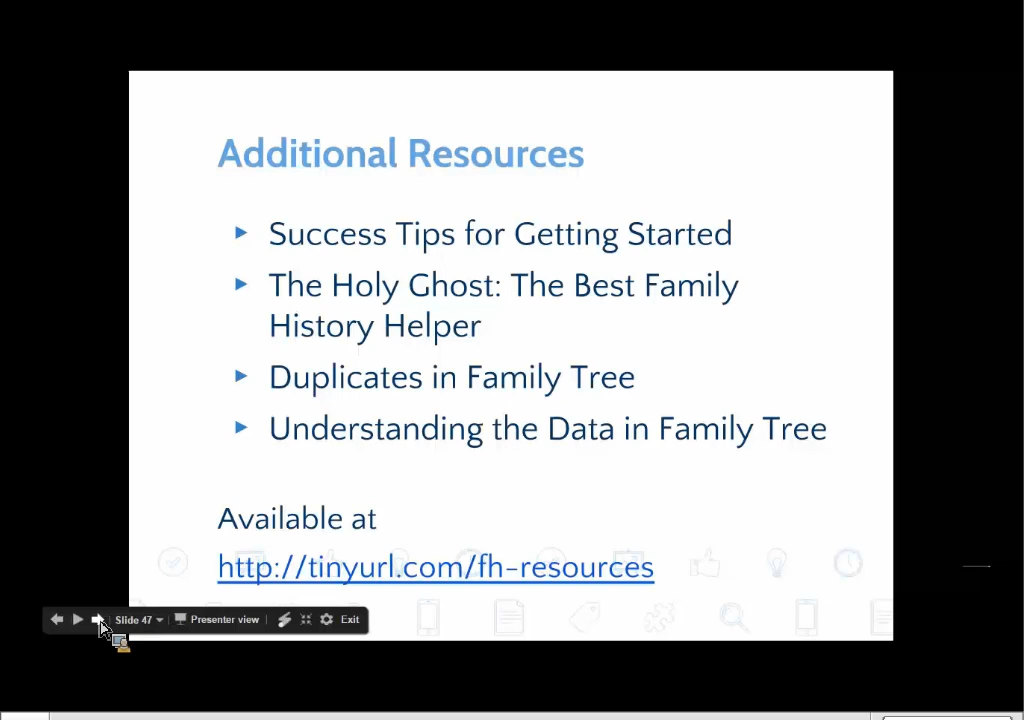 Additional Resources
Success Tips for Getting Started
The Holy Ghost: The Best Family
History Helper
Duplicates in Family Tree
Understanding the Data in Family Tree
Available at
http://tinyurl.com/fh-resources
Slide 47 Presenter view Exit